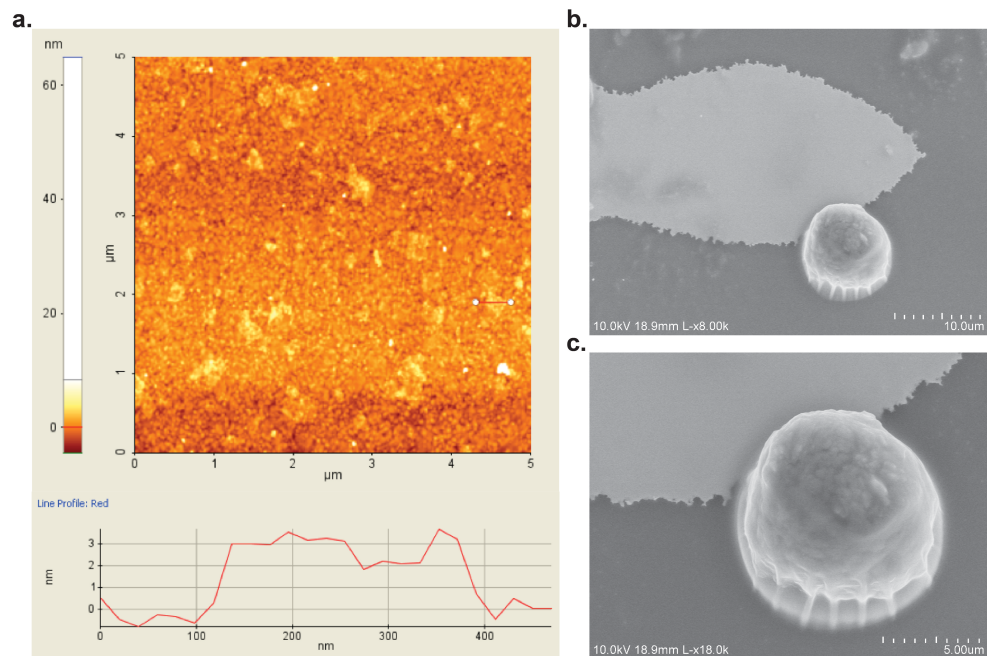 a.
nm
60
40
20
0
5
4
3
2
1
0
µm
0 1 2 3 4 5
µm
Line Profile: Red
3
2
1
0
nm
0 100 200 300 400
nm
b.
10.0kV 18.9mm L-x8.00k 10.0um
c.
10.0kV 18.9mm L-x18.0k 5.00um